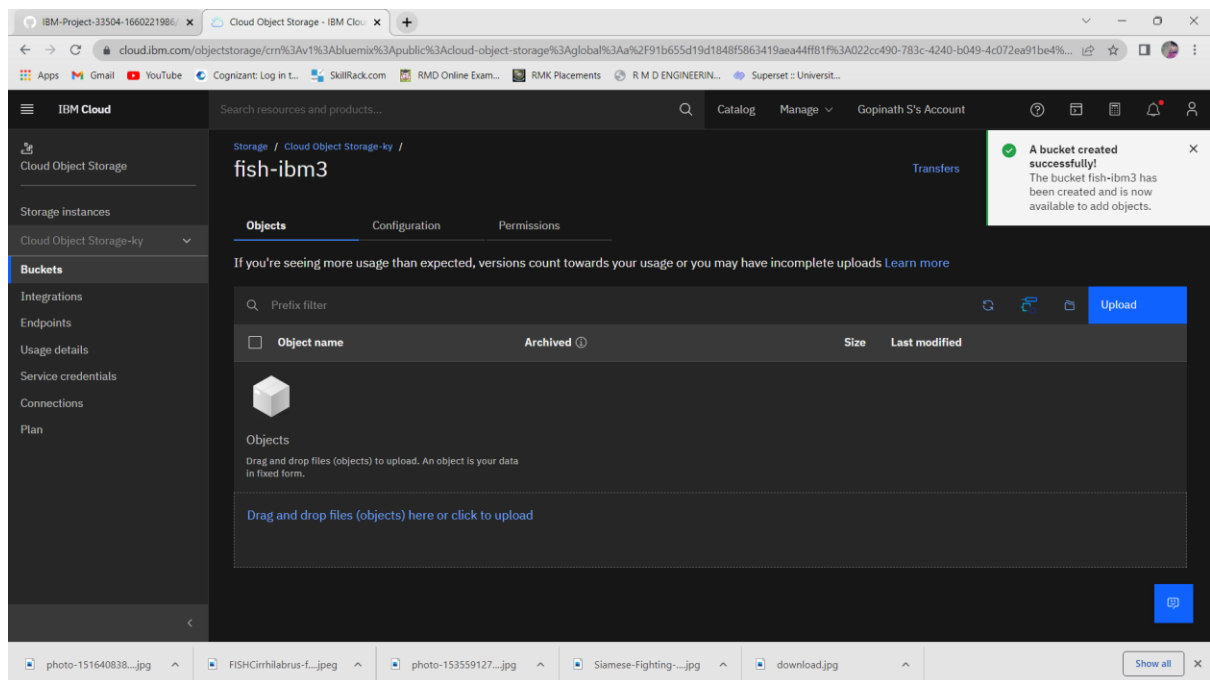 IBM-Project-33504-1660221986/
Cloud Object Storage - IBM Clou
cloud.ibm.com/objectstorage/crn%3Av1%3Abluemix%3Apublic%3Acloud-object-storage%3Aglobal%3Aa%2F91b655d19d1848f5863419aea44ff81f%3A022cc490-783c-4240-b049-4c072ea91be4%...
Apps Gmail YouTube Cognizant: Log in t... SkillRack.com RMD Online Exam... RMK Placements R M D ENGINEERIN... Superset :: Universit...
IBM Cloud Search resources and products... Catalog Manage Gopinath S's Account
Cloud Object Storage
Storage instances
Cloud Object Storage-ky
Buckets
Integrations
Endpoints
Usage details
Service credentials
Connections
Plan
Storage / Cloud Object Storage-ky /
fish-ibm3
Transfers
A bucket created
successfully!
The bucket fish-ibm3 has
been created and is now
available to add objects.
Objects Configuration Permissions
If you're seeing more usage than expected, versions count towards your usage or you may have incomplete uploads Learn more
Prefix filter Upload
Object name Archived Size Last modified
Objects
Drag and drop files (objects) to upload. An object is your data
in fixed form.
Drag and drop files (objects) here or click to upload
photo-151640838....jpg FISHCirrhilabrus-f....jpeg photo-153559127....jpg Siamese-Fighting-....jpg download.jpg Show all